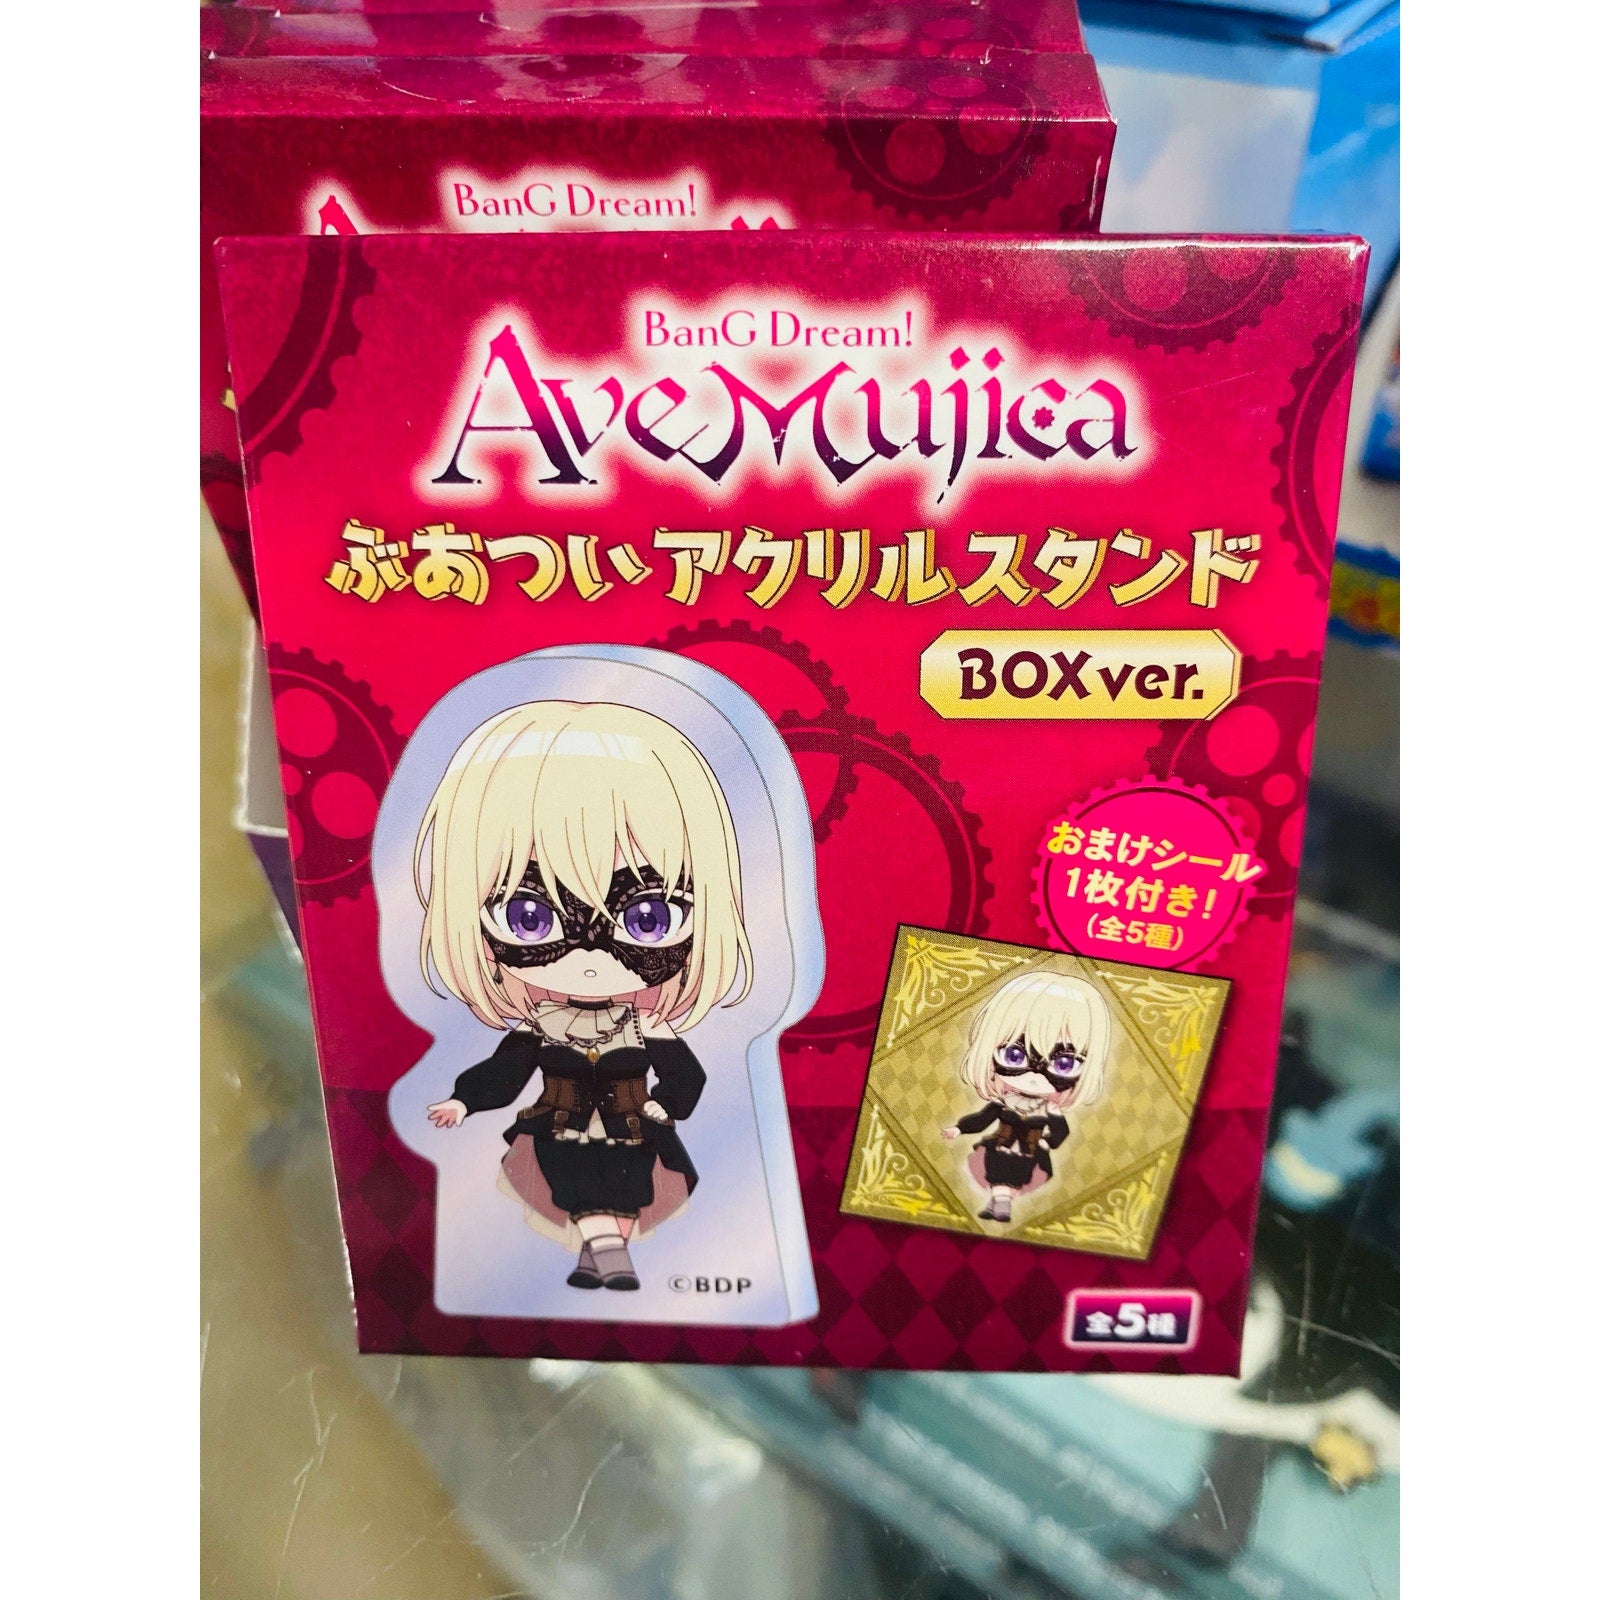 BanG Dream!
BanG Dream!
Ave Mujica
ぶあついアクリルスタンド
BOX ver.
おまけシール
1枚付き!
(全5種)
©BDP
全5種